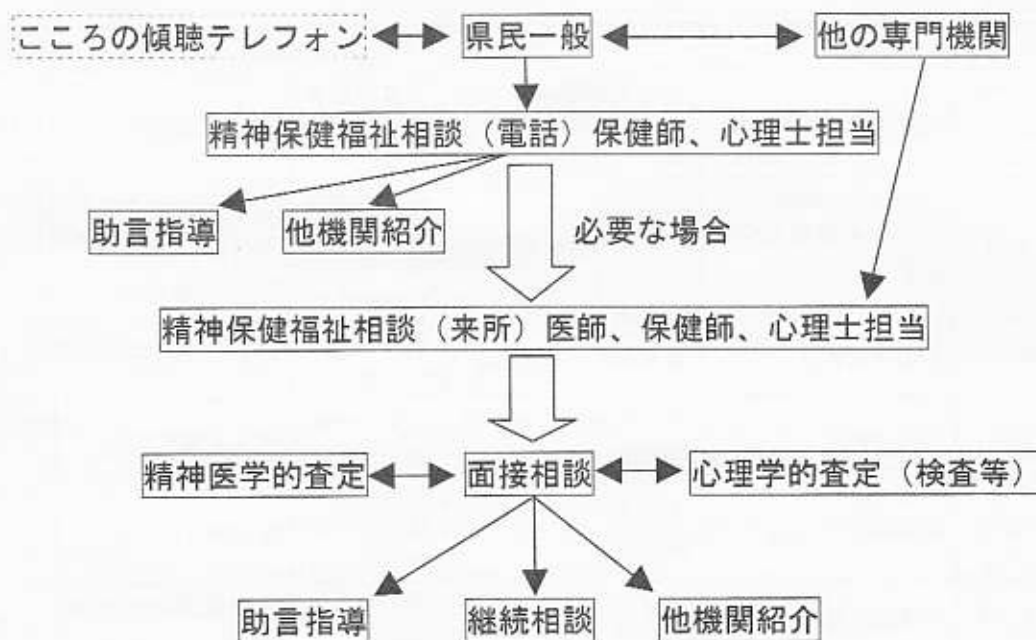 こころの傾聴テレフォン 県民一般 他の専門機関
精神保健福祉相談（電話）保健師、心理士担当
助言指導 他機関紹介 必要な場合
精神保健福祉相談（来所）医師、保健師、心理士担当
精神医学的査定 面接相談 心理学的査定（検査等）
助言指導 継続相談 他機関紹介